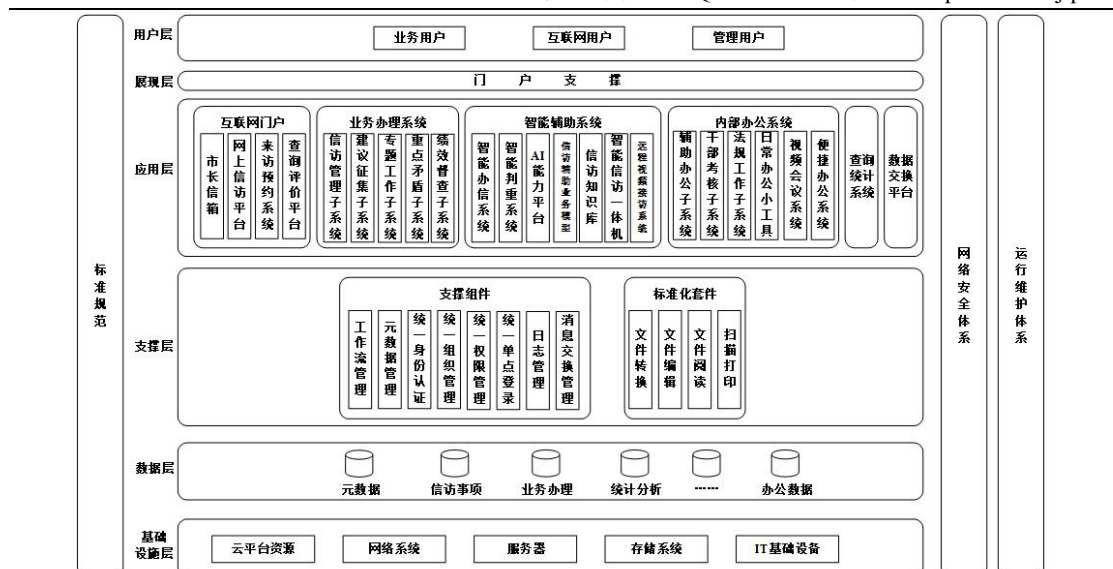 标准规范
用户层
业务用户
互联网用户
管理用户
展现层
门户支撑
应用层
互联网门户
市长信箱
网上信访平台
来访预约系统
查询评价平台
业务办理系统
信访管理子系统
建议征集子系统
专题工作子系统
重点矛盾子系统
绩效督查子系统
智能辅助系统
智能办信系统
智能判重系统
AI能力平台
信访辅助业务模型
信访知识库
智能信访一体机
远程视频接访系统
内部办公系统
辅助办公子系统
干部考核子系统
法规工作子系统
日常办公小工具
视频会议系统
便捷办公系统
查询统计系统
数据交换平台
支撑层
支撑组件
工作流管理
元数据管理
统一身份认证
统一组织管理
统一权限管理
统一单点登录
日志管理
消息交换管理
标准化套件
文件转换
文件编辑
文件阅读
扫描打印
数据层
元数据
信访事项
业务办理
统计分析
……
办公数据
基础设施层
云平台资源
网络系统
服务器
存储系统
IT基础设备
网络安全体系
运行维护体系